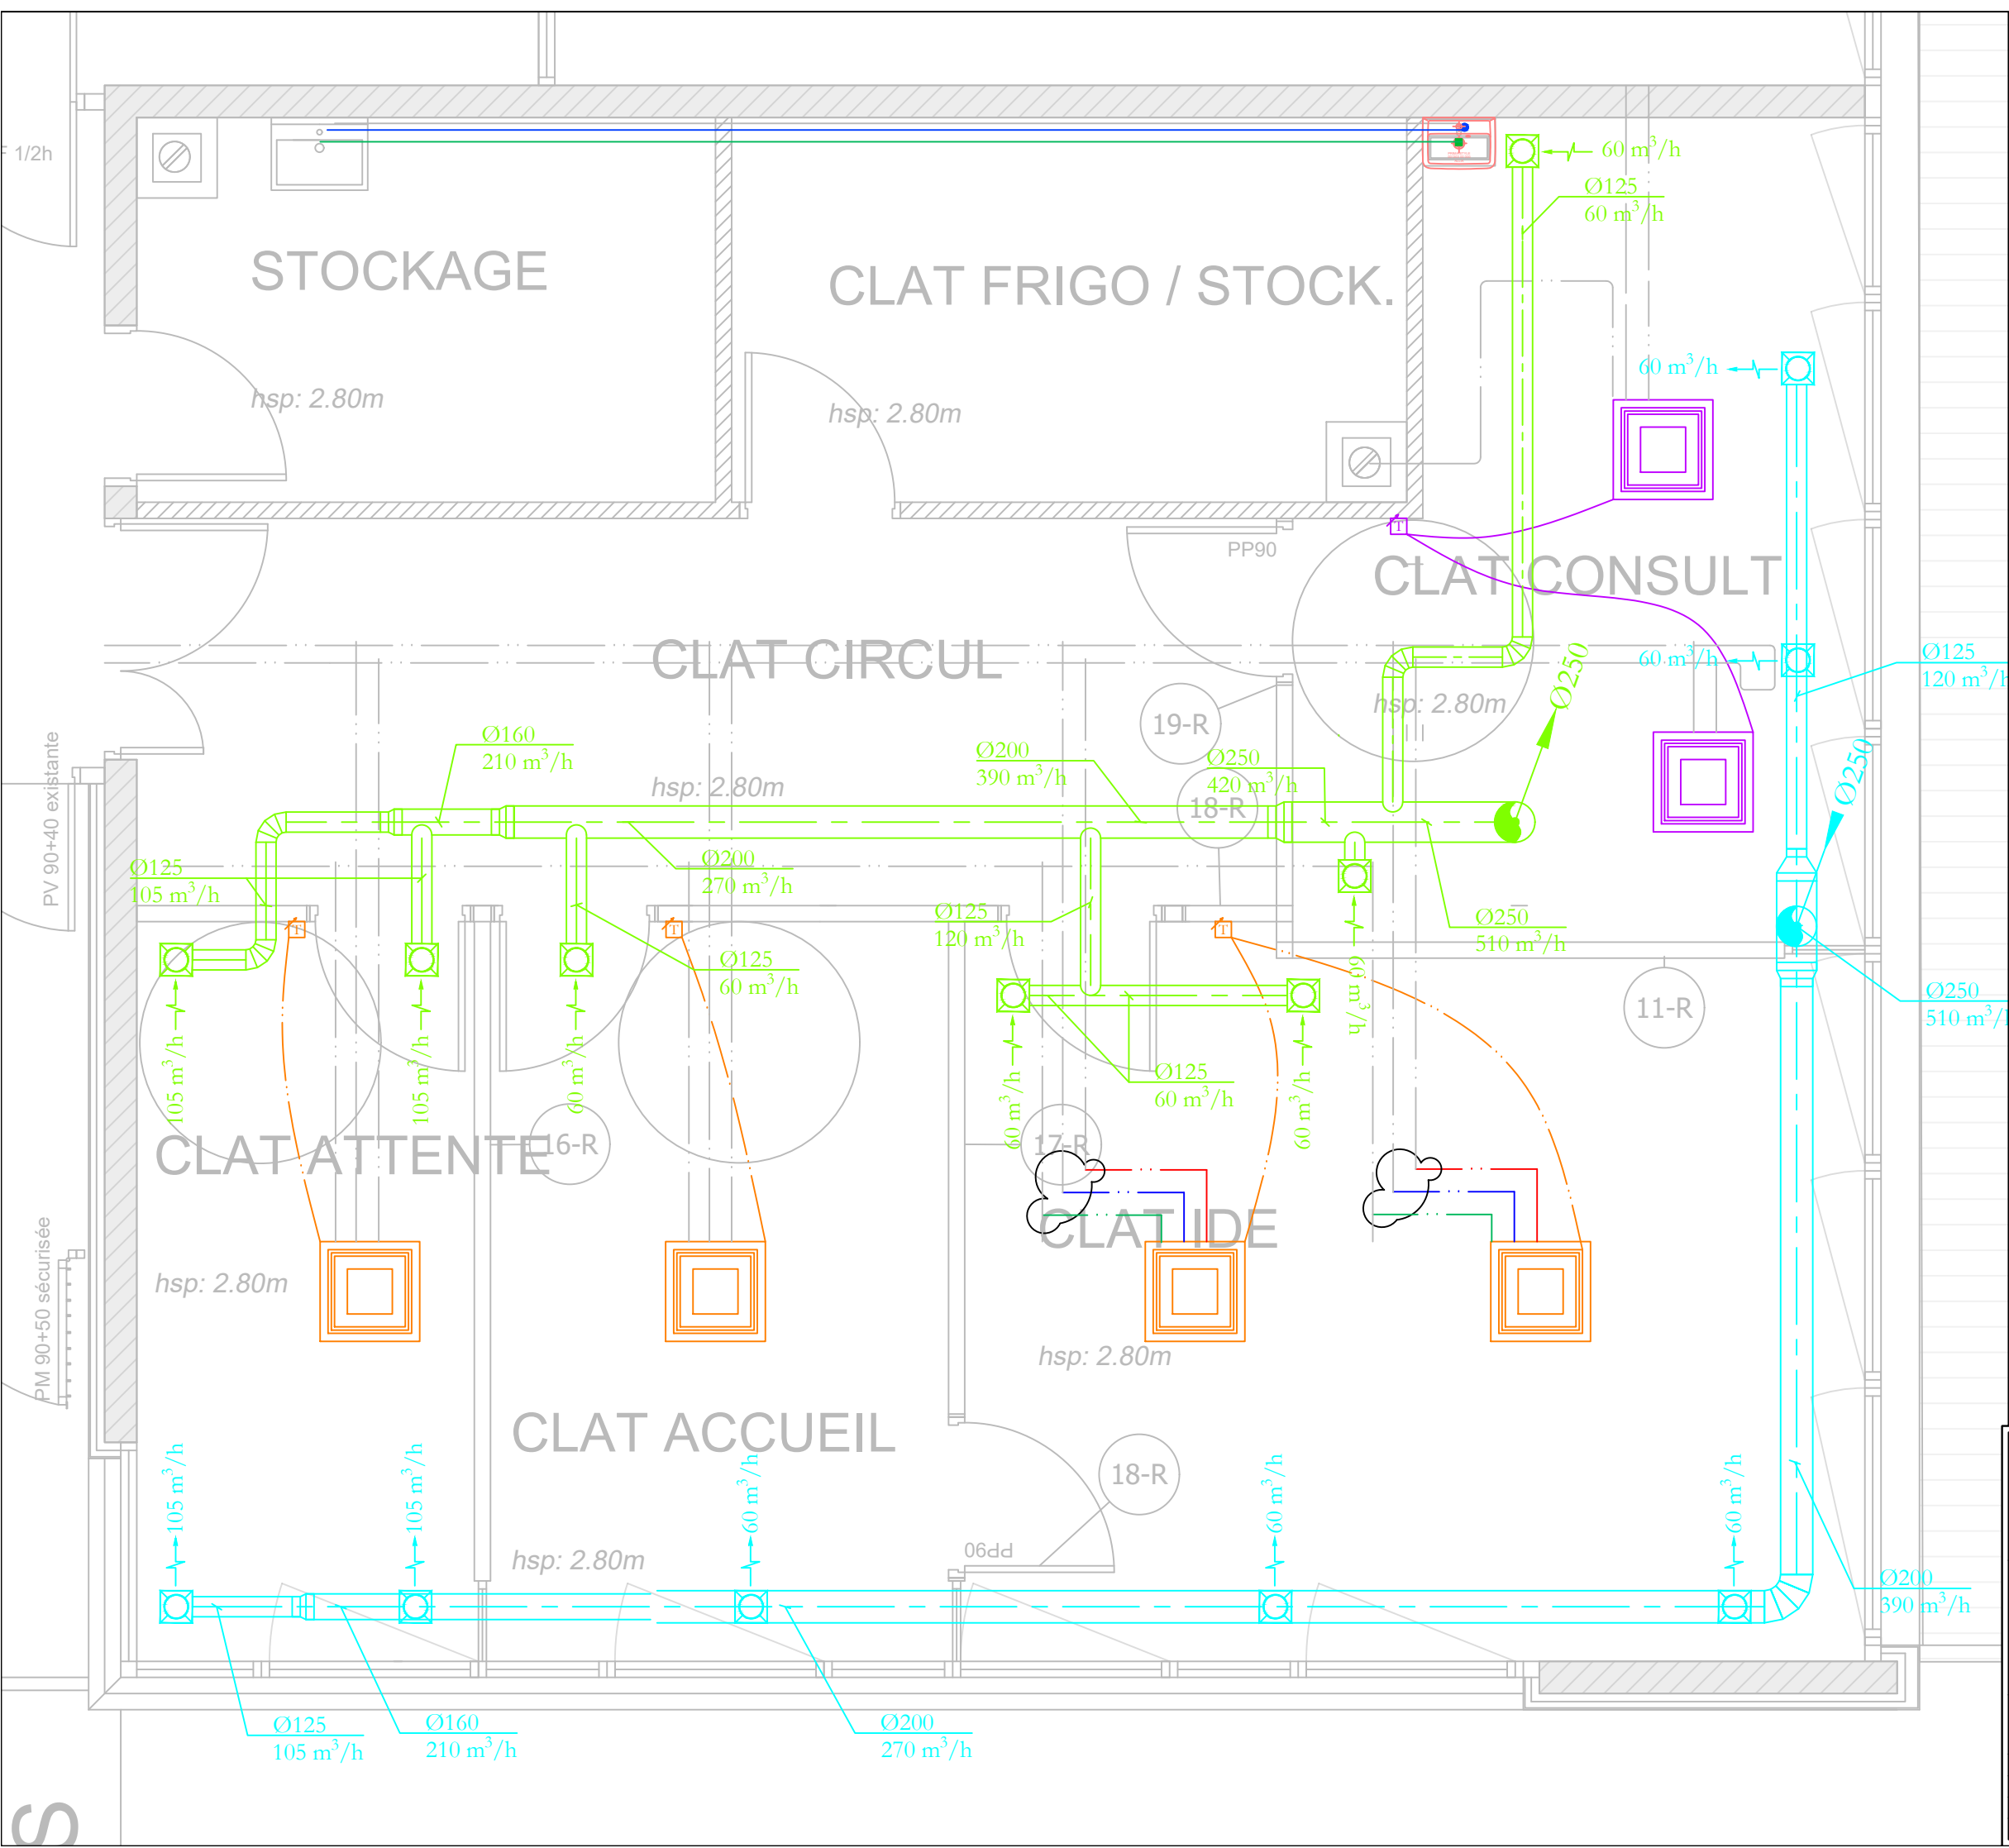 F 1/2h
60 m³/h
Ø125
60 m³/h
STOCKAGE
CLAT FRIGO / STOCK.
60 m³/h
hsp: 2.80m
hsp: 2.80m
T
PP90
CLAT CONSULT
CLAT CIRCUL
60 m³/h
Ø125
120 m³/h
Ø250
hsp: 2.80m
19-R
Ø160
210 m³/h
Ø200
390 m³/h
Ø250
420 m³/h
hsp: 2.80m
18-R
Ø250
PV 90+40 existante
Ø125
105 m³/h
Ø200
270 m³/h
Ø125
120 m³/h
Ø250
510 m³/h
T
T
T
Ø125
60 m³/h
60 m³/h
11-R
Ø250
510 m³/h
105 m³/h
105 m³/h
60 m³/h
60 m³/h
Ø125
60 m³/h
60 m³/h
CLAT ATTENTE
16-R
17-R
CLAT IDE
hsp: 2.80m
PM 90+50 sécurisée
hsp: 2.80m
CLAT ACCUEIL
18-R
105 m³/h
105 m³/h
60 m³/h
60 m³/h
60 m³/h
hsp: 2.80m
PP90
Ø200
390 m³/h
Ø125
105 m³/h
Ø160
210 m³/h
Ø200
270 m³/h
S